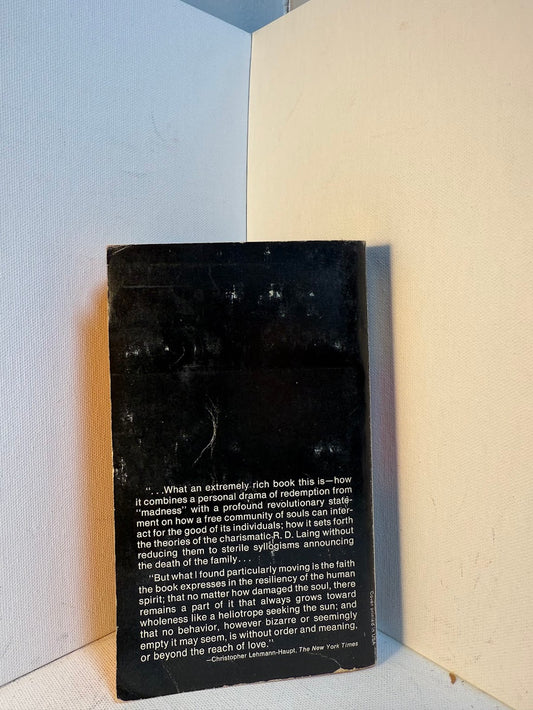 ". . .What an extremely rich book this is—how
it combines a personal drama of redemption from
"madness" with a profound revolutionary state-
ment on how a free community of souls can inter-
act for the good of its individuals; how it sets forth
the theories of the charismatic R. D. Laing without
reducing them to sterile syllogisms announcing
the death of the family. . .
"But what I found particularly moving is the faith
the book expresses in the resiliency of the human
spirit; that no matter how damaged the soul, there
remains a part of it that always grows toward
wholeness like a heliotrope seeking the sun; and
that no behavior, however bizarre or seemingly
empty it may seem, is without order and meaning,
or beyond the reach of love."
—Christopher Lehmann-Haupt, The New York Times
Cover printed in USA